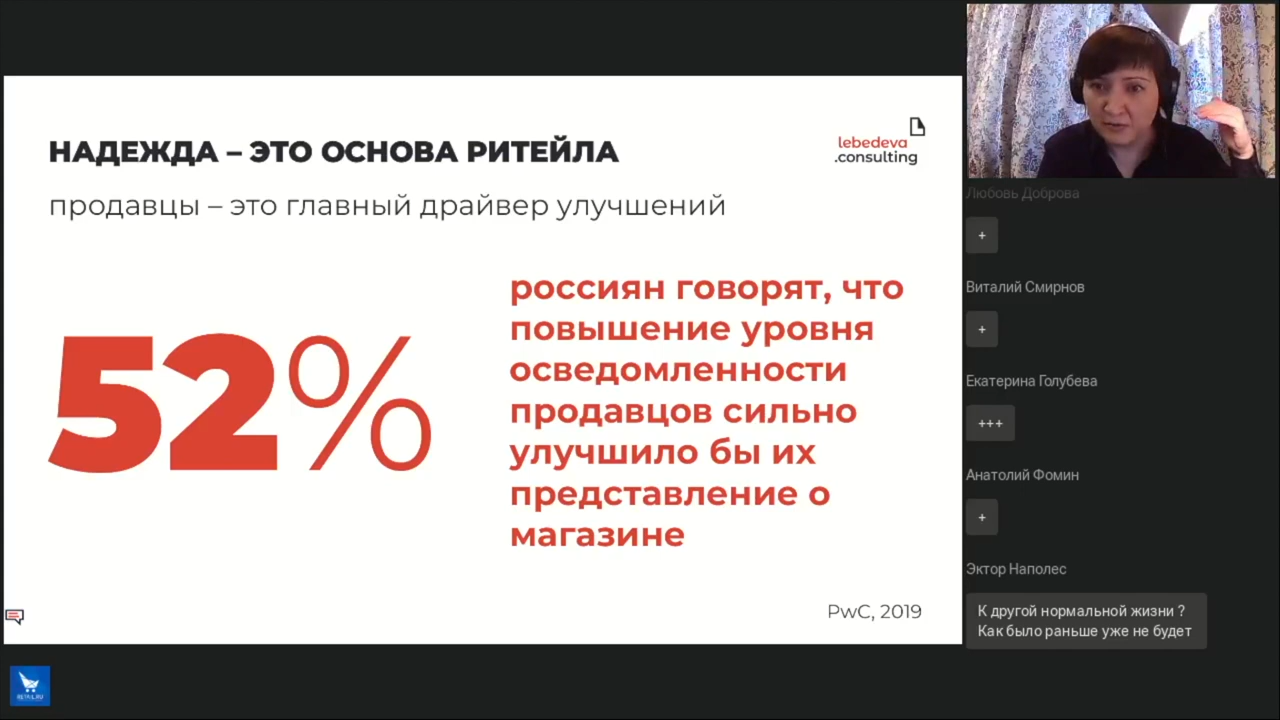 НАДЕЖДА – ЭТО ОСНОВА РИТЕЙЛА
lebedeva
.consulting
продавцы – это главный драйвер улучшений
52%
россиян говорят, что
повышение уровня
осведомленности
продавцов сильно
улучшило бы их
представление о
магазине
PwC, 2019
RETAIL.RU
Любовь Доброва
+
Виталий Смирнов
+
Екатерина Голубева
+++
Анатолий Фомин
+
Эктор Наполес
К другой нормальной жизни ?
Как было раньше уже не будет